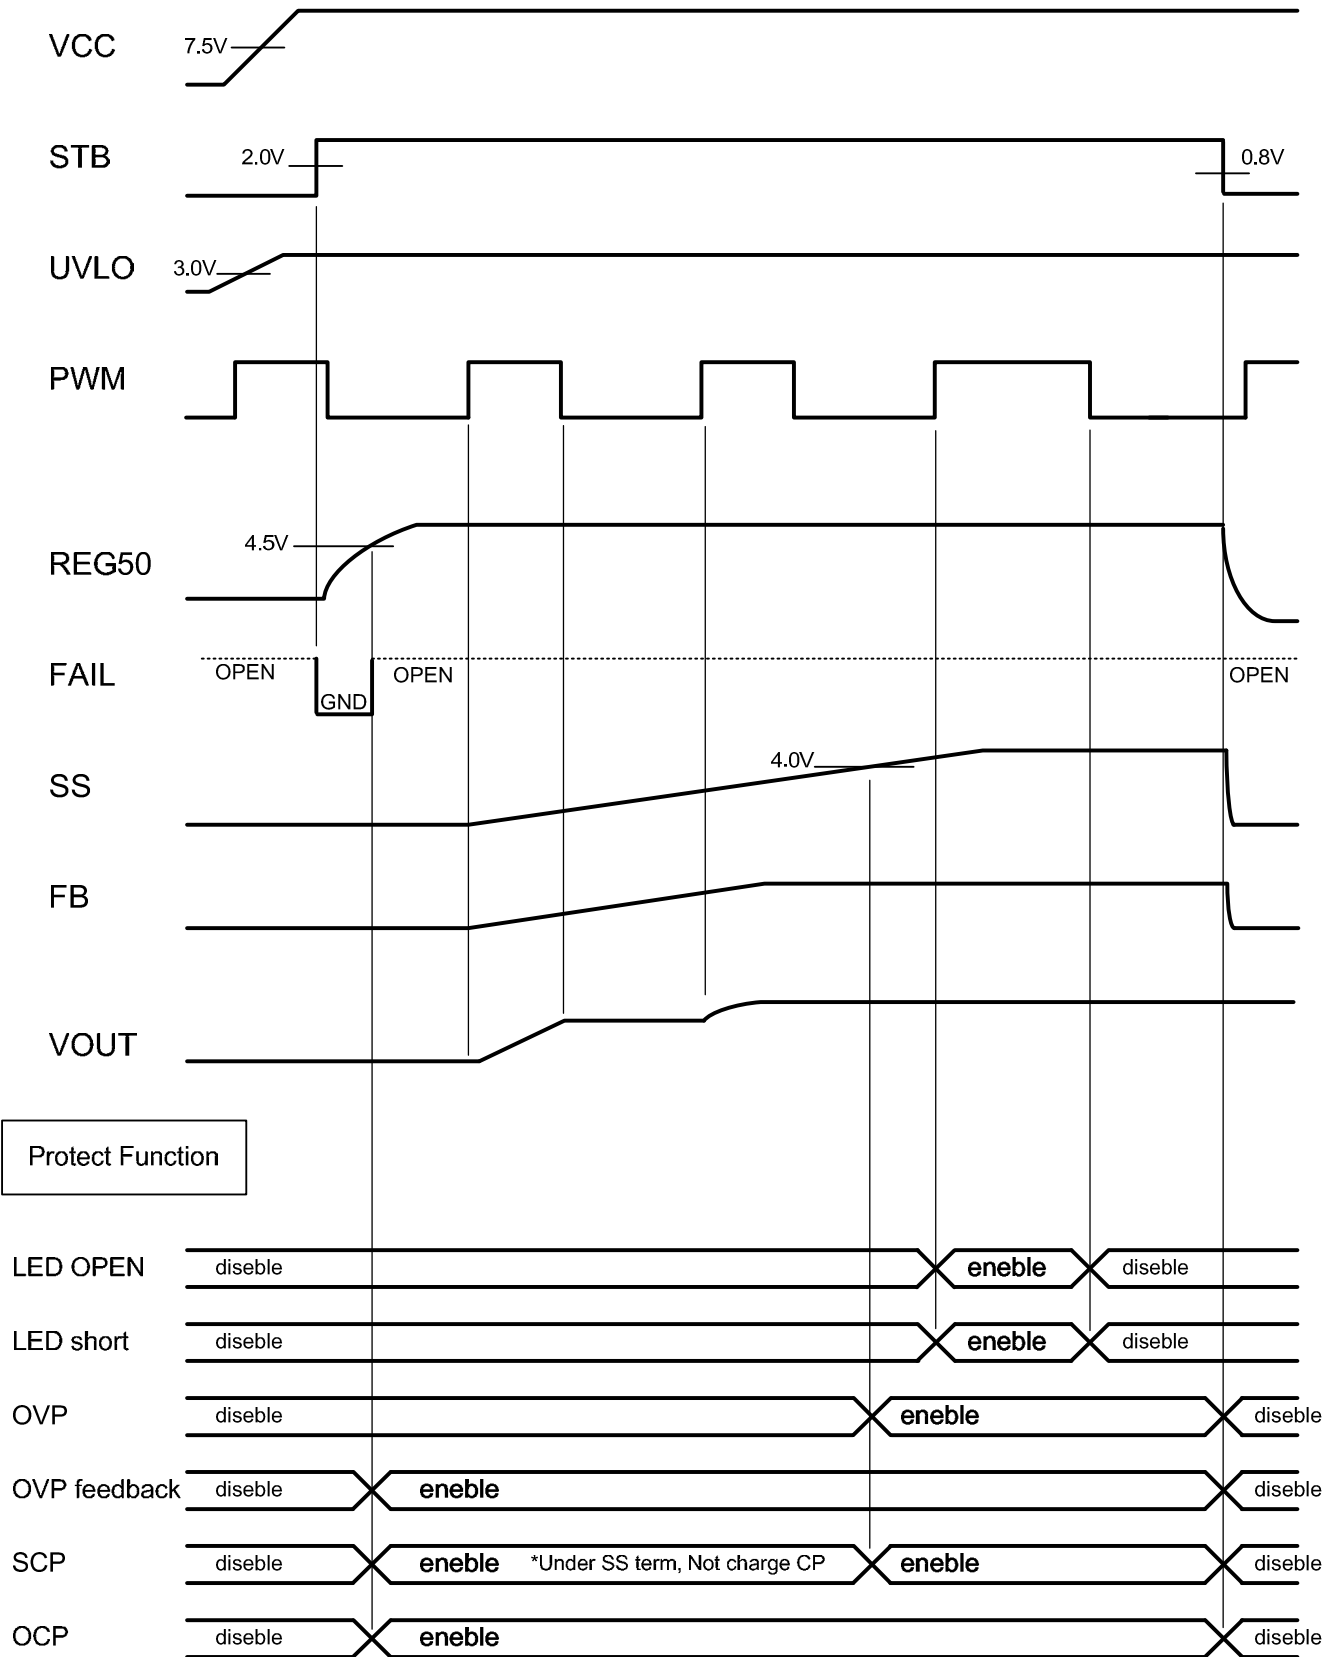 VCC
7.5V
STB
2.0V
0.8V
UVLO
3.0V
PWM
REG50
4.5V
FAIL
OPEN
GND
OPEN
OPEN
SS
4.0V
FB
VOUT
Protect Function
LED OPEN
diseble
eneble
diseble
LED short
diseble
eneble
diseble
OVP
diseble
eneble
diseble
OVP feedback
diseble
eneble
diseble
SCP
diseble
eneble
*Under SS term, Not charge CP
eneble
diseble
OCP
diseble
eneble
diseble